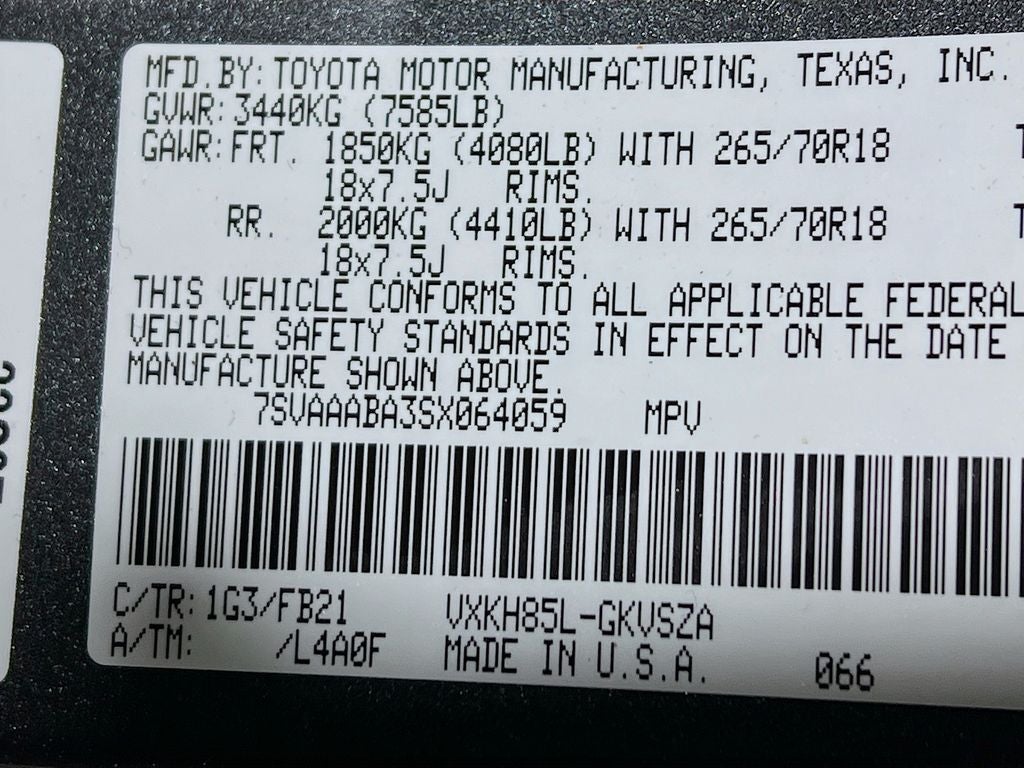 MFD.BY: TOYOTA MOTOR MANUFACTURING, TEXAS, INC.
GVWR: 3440KG (7585LB)
GAWR: FRT. 1850KG (4080LB) WITH 265/70R18 T
18x7.5J RIMS.
RR. 2000KG (4410LB) WITH 265/70R18 T
18x7.5J RIMS.
THIS VEHICLE CONFORMS TO ALL APPLICABLE FEDERAL
VEHICLE SAFETY STANDARDS IN EFFECT ON THE DATE
MANUFACTURE SHOWN ABOVE.
7SVAAABA3SX064059 MPV
C/TR: 1G3/FB21 VXKH85L-GKVSZA
A/TM: /L4A0F MADE IN U.S.A. 066